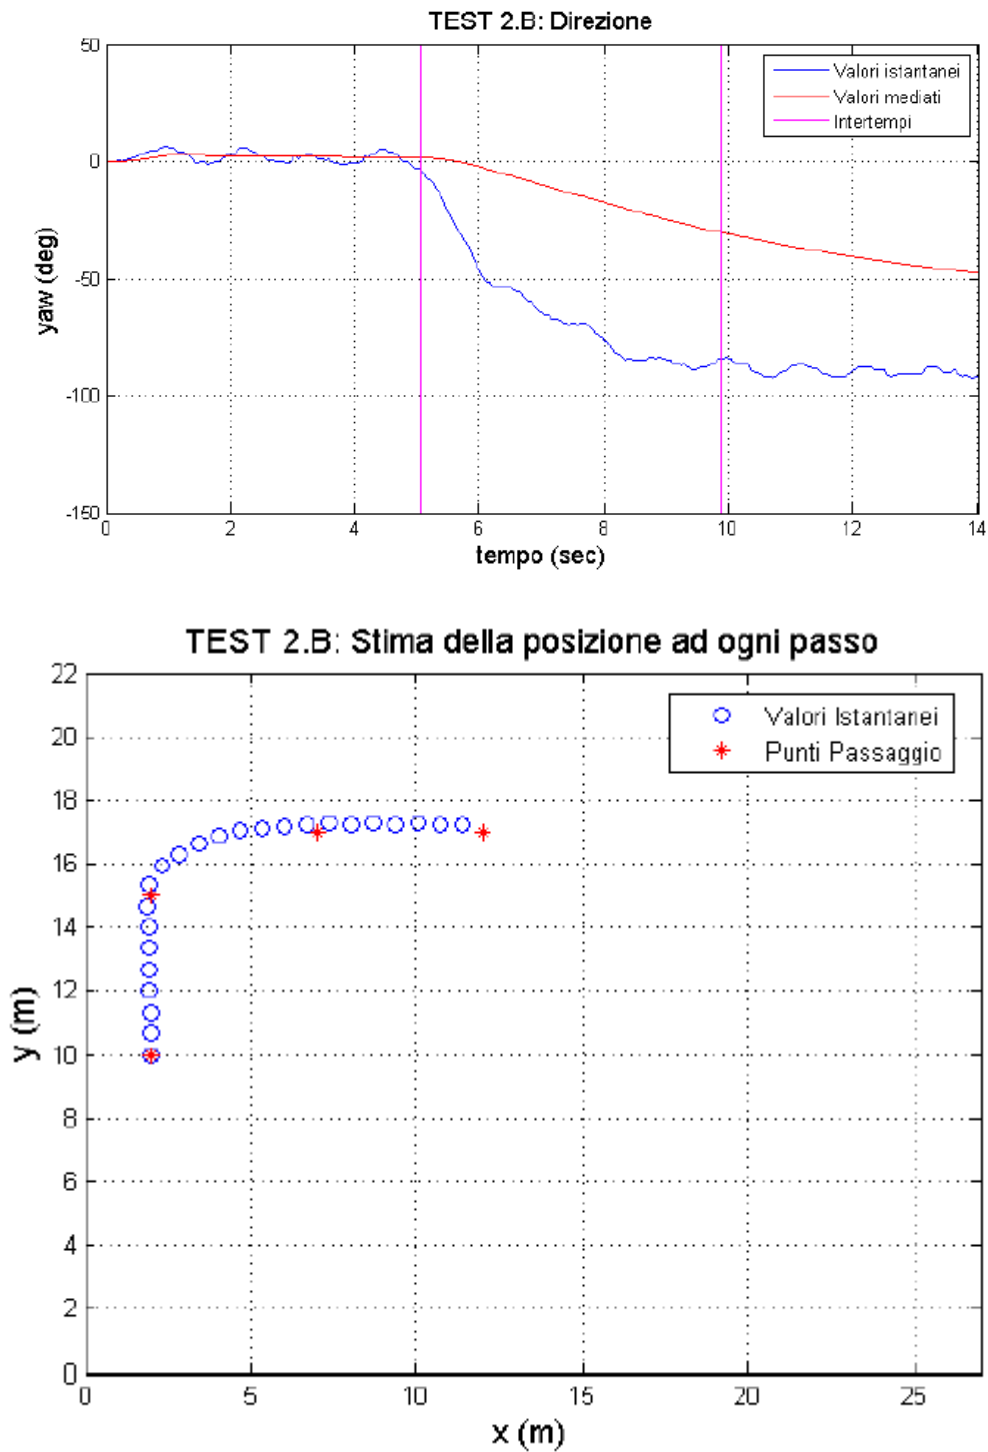 TEST 2.B: Direzione
50
0
-50
-100
-150
yaw (deg)
Valori istantanei
Valori mediati
Intertempi
0 2 4 6 8 10 12 14
tempo (sec)
TEST 2.B: Stima della posizione ad ogni passo
22
20
18
16
14
12
10
8
6
4
2
0
y (m)
Valori Istantanei
Punti Passaggio
0 5 10 15 20 25
x (m)